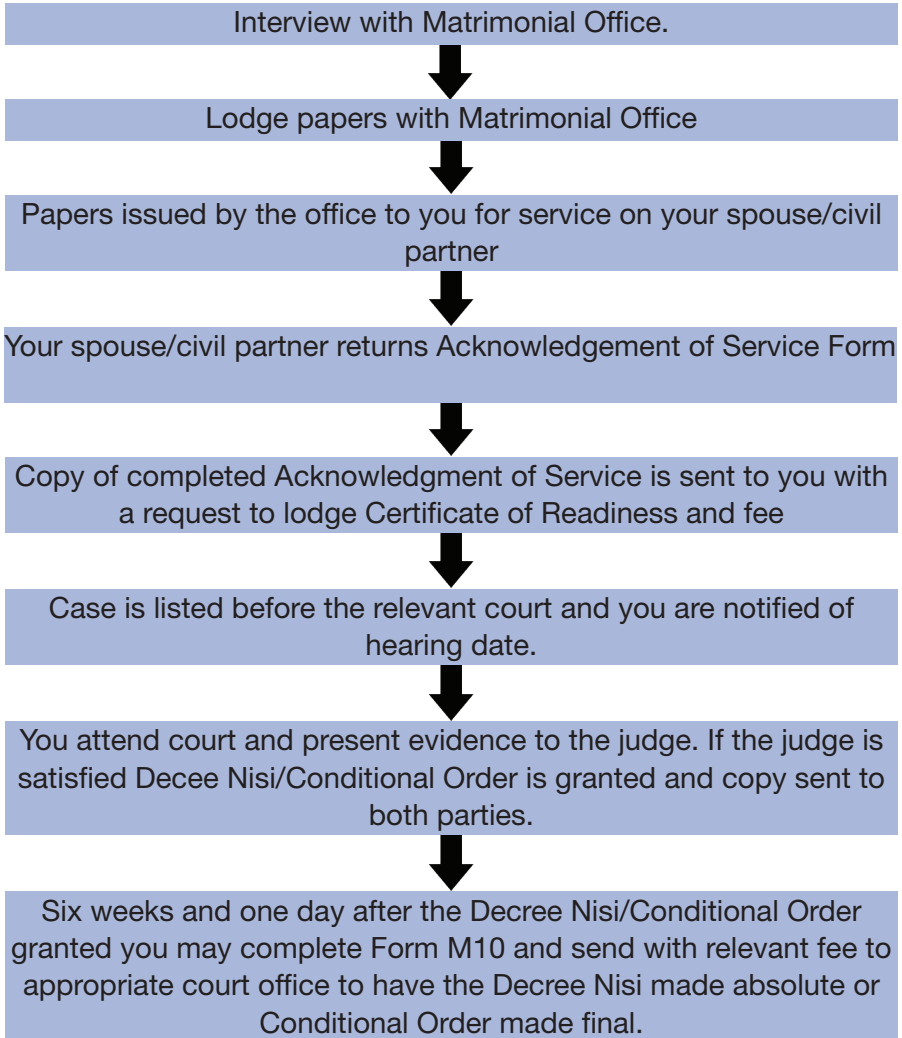 Interview with Matrimonial Office.
Lodge papers with Matrimonial Office
Papers issued by the office to you for service on your spouse/civil
partner
Your spouse/civil partner returns Acknowledgement of Service Form
Copy of completed Acknowledgment of Service is sent to you with
a request to lodge Certificate of Readiness and fee
Case is listed before the relevant court and you are notified of
hearing date.
You attend court and present evidence to the judge. If the judge is
satisfied Decee Nisi/Conditional Order is granted and copy sent to
both parties.
Six weeks and one day after the Decree Nisi/Conditional Order
granted you may complete Form M10 and send with relevant fee to
appropriate court office to have the Decree Nisi made absolute or
Conditional Order made final.